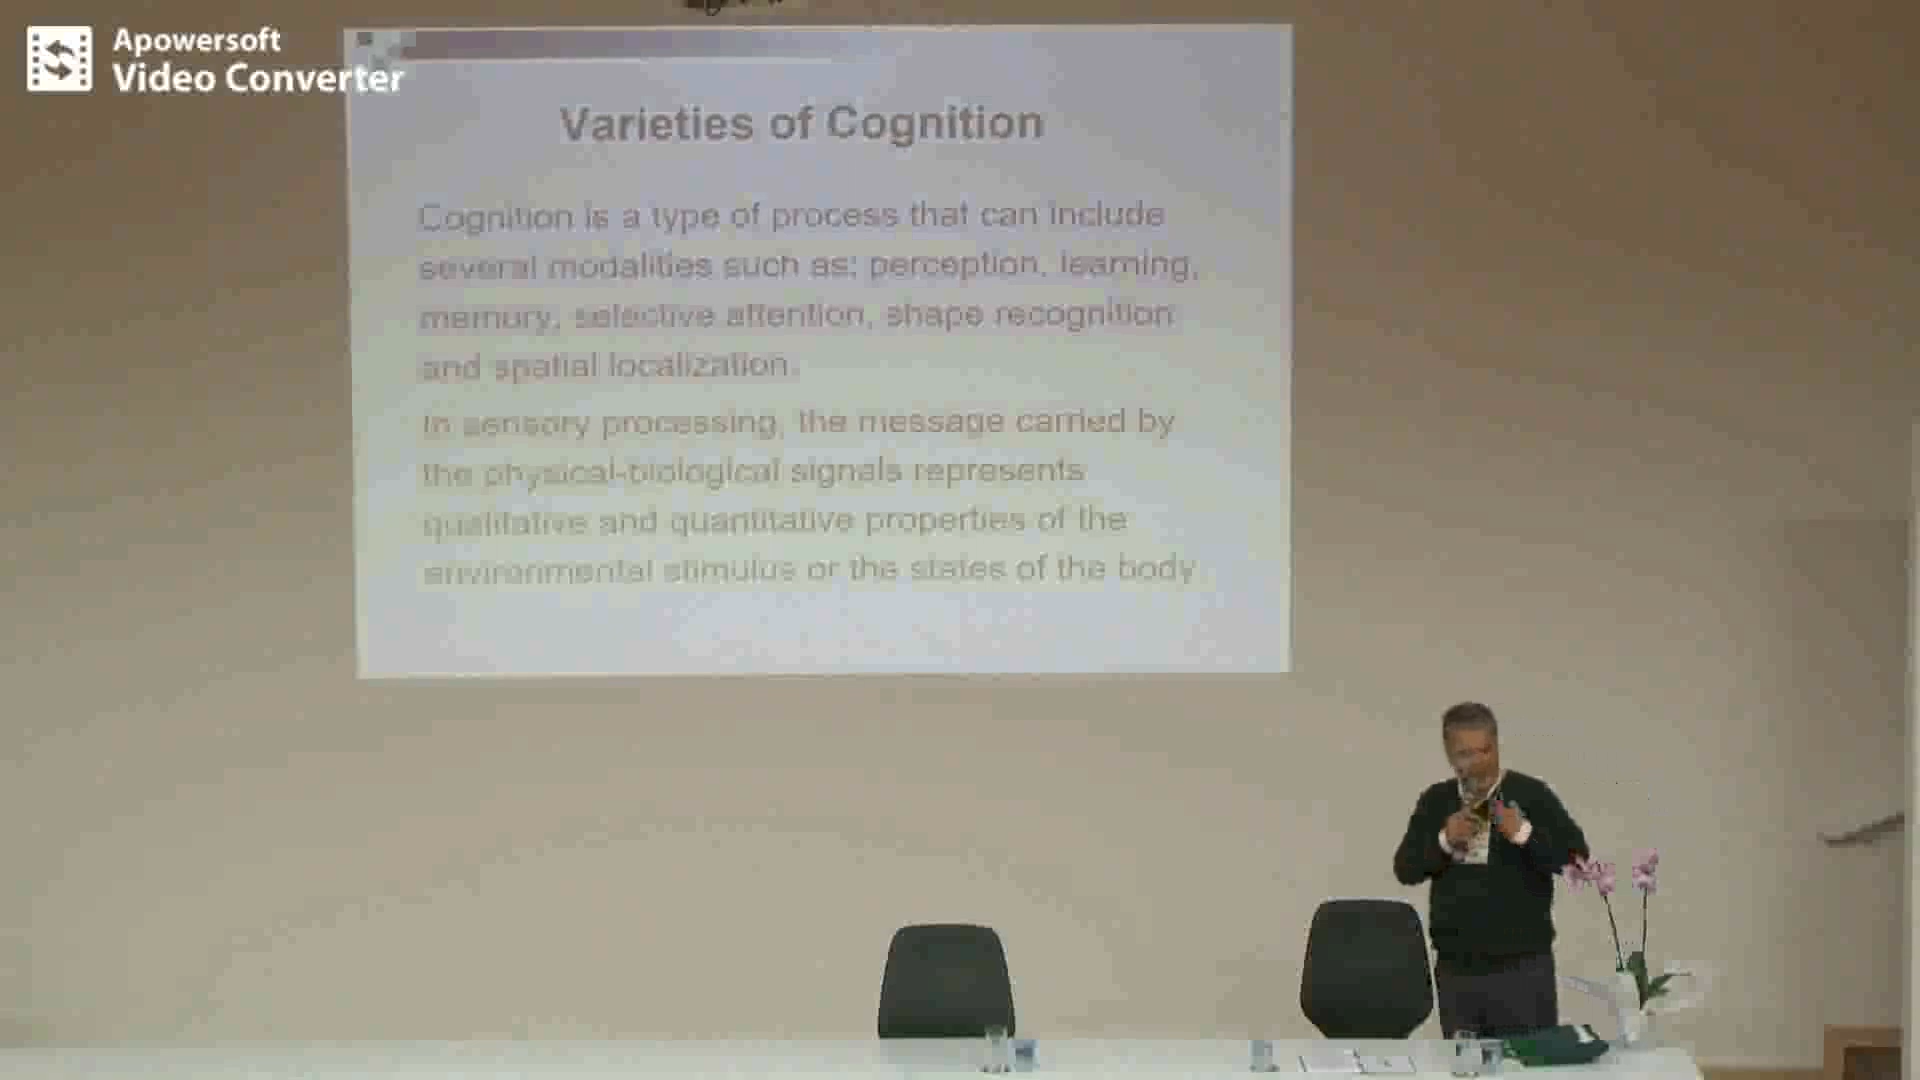 Apowersoft
Video Converter
Varieties of Cognition
Cognition is a type of process that can include
several modalities such as: perception, learning,
memory, selective attention, shape recognition
and spatial localization.
In sensory processing, the message carried by
the physical-biological signals represents
qualitative and quantitative properties of the
environmental stimulus or the states of the body